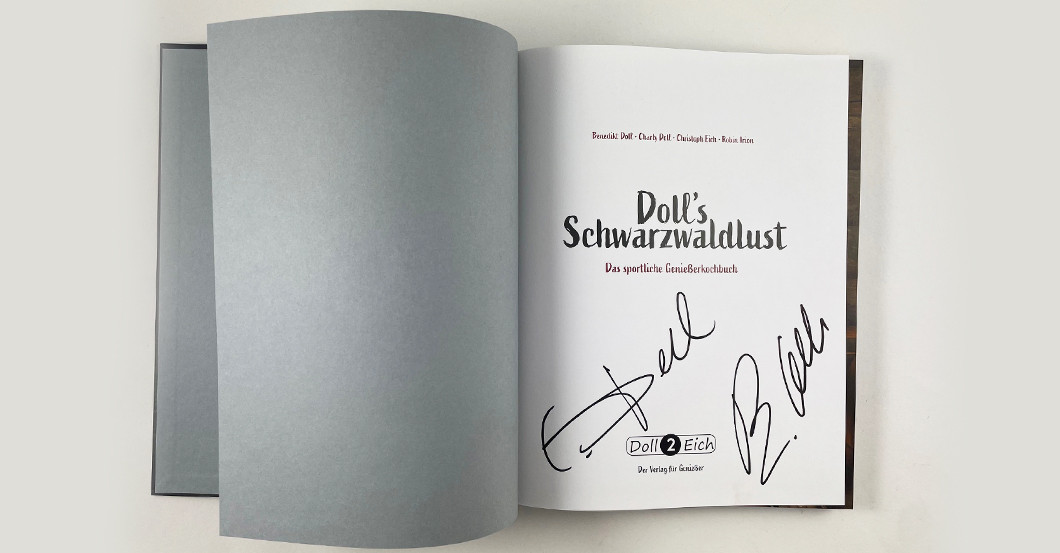 Benedikt Doll • Charly Doll • Christoph Eich • Robin Irion
Doll's
Schwarzwaldlust
Das sportliche Genießerkochbuch
Doll 2 Eich
Der Verlag für Genießer